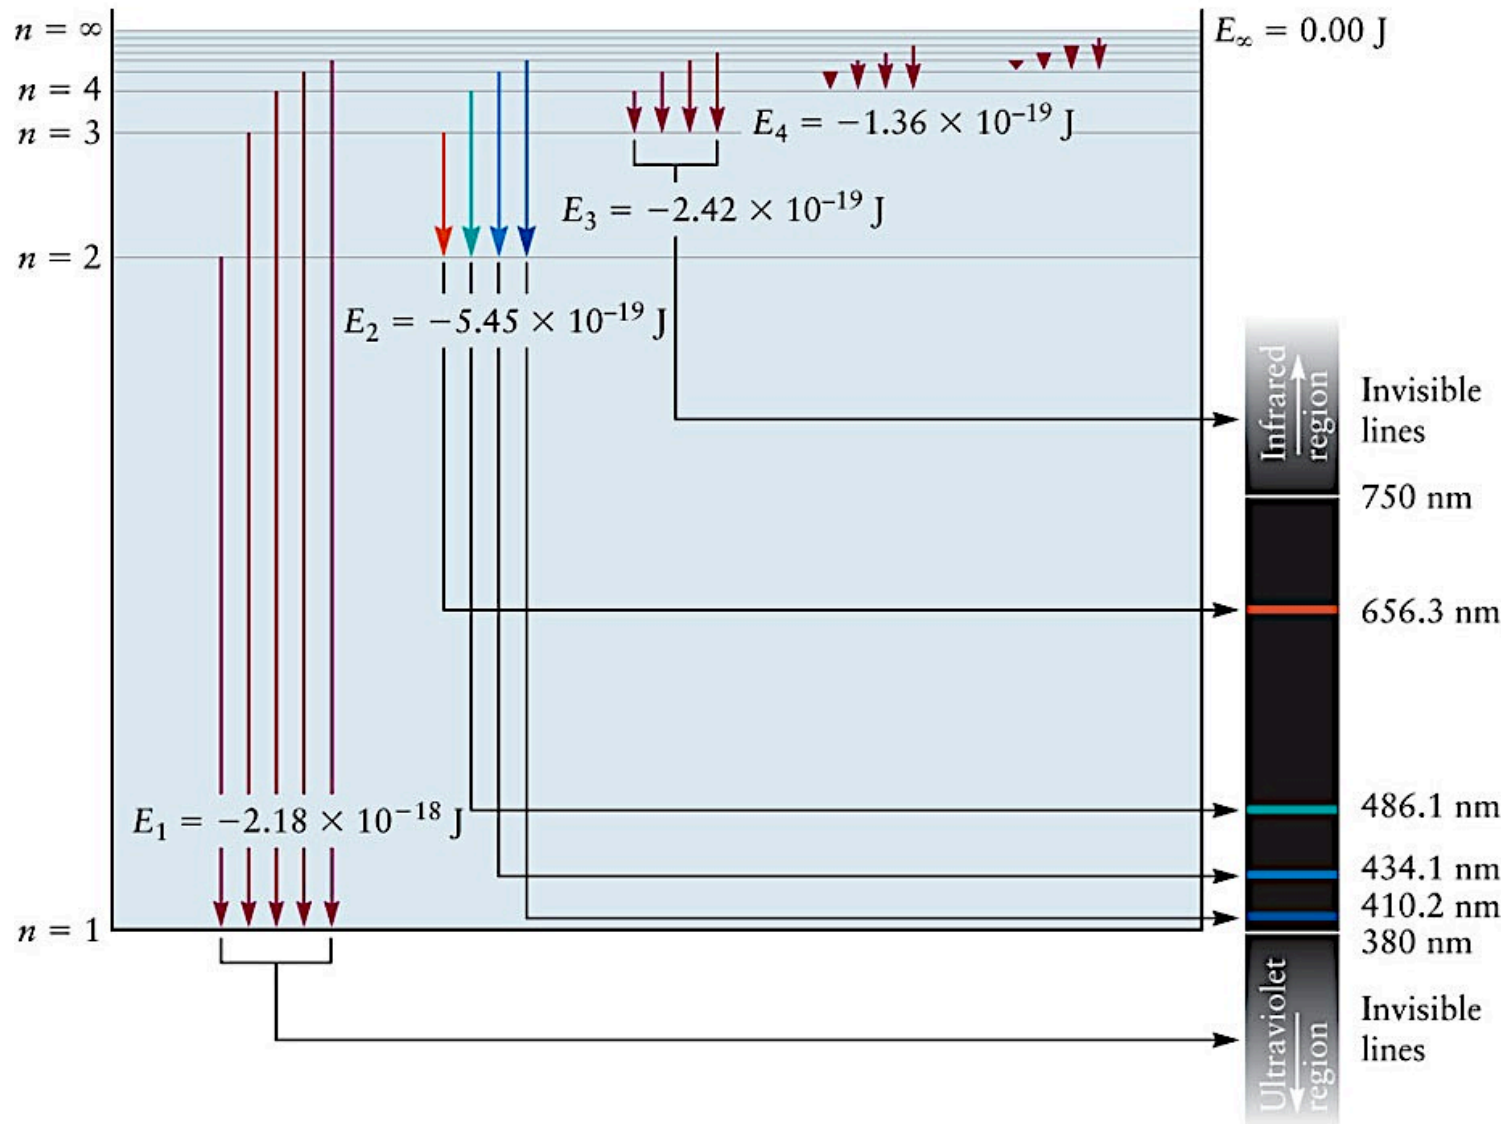 n = ∞
E∞ = 0.00 J
n = 4
E4 = −1.36 × 10−19 J
n = 3
E3 = −2.42 × 10−19 J
n = 2
E2 = −5.45 × 10−19 J
Infrared
region
Invisible
lines
750 nm
656.3 nm
E1 = −2.18 × 10−18 J
486.1 nm
434.1 nm
410.2 nm
n = 1
380 nm
Ultraviolet
region
Invisible
lines